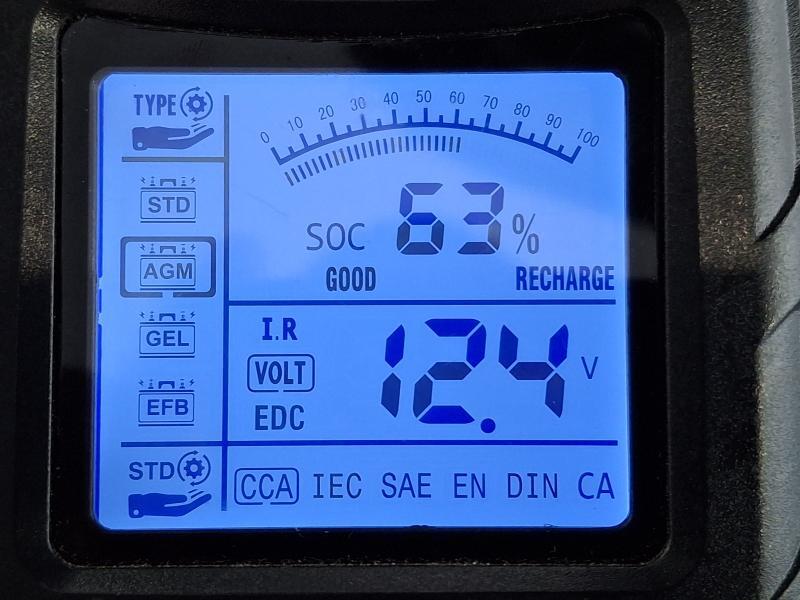 TYPE
STD
AGM
GEL
EFB
STD
0 10 20 30 40 50 60 70 80 90 100
SOC 63%
GOOD RECHARGE
I.R
VOLT
EDC
12.4 V
CCA IEC SAE EN DIN CA